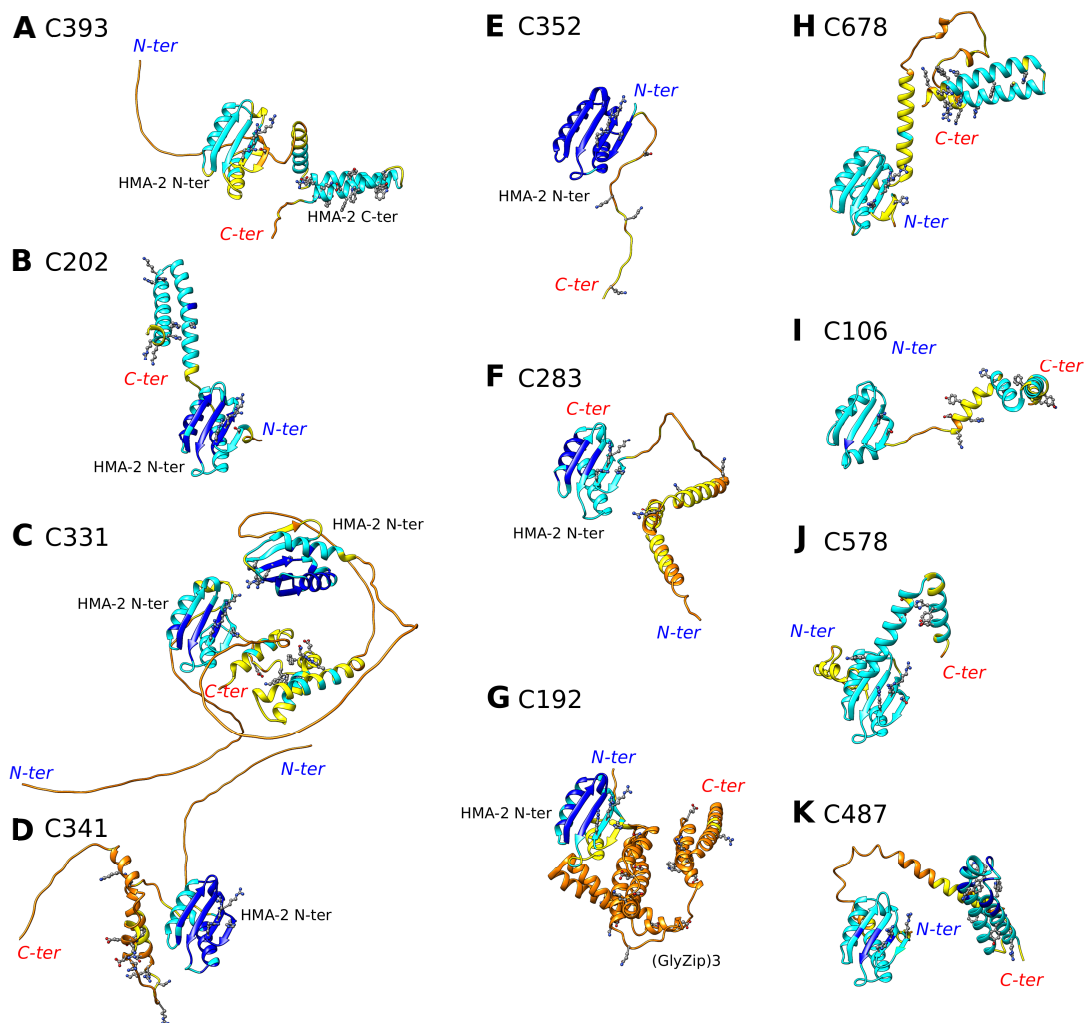 A C393
N-ter
HMA-2 N-ter
HMA-2 C-ter
C-ter
B C202
C-ter
N-ter
HMA-2 N-ter
C C331
HMA-2 N-ter
HMA-2 N-ter
C-ter
N-ter
D C341
N-ter
HMA-2 N-ter
C-ter
E C352
N-ter
HMA-2 N-ter
C-ter
F C283
C-ter
HMA-2 N-ter
N-ter
G C192
N-ter
C-ter
HMA-2 N-ter
(GlyZip)3
H C678
C-ter
N-ter
I C106
N-ter
C-ter
J C578
N-ter
C-ter
K C487
N-ter
C-ter